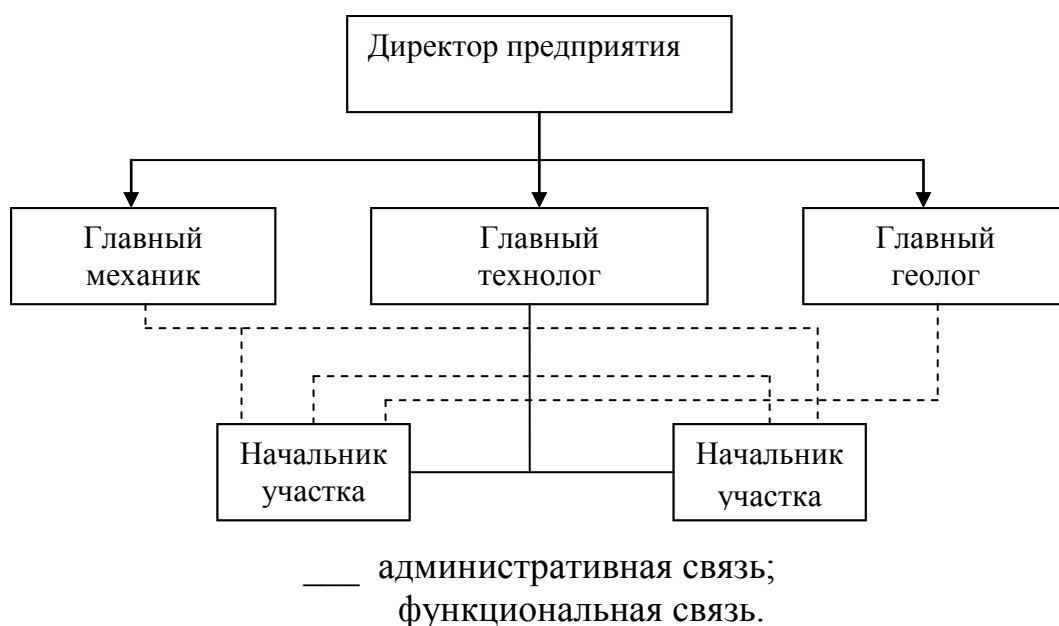 Директор предприятия
Главный
механик
Главный
технолог
Главный
геолог
Начальник
участка
Начальник
участка
___ административная связь;
функциональная связь.